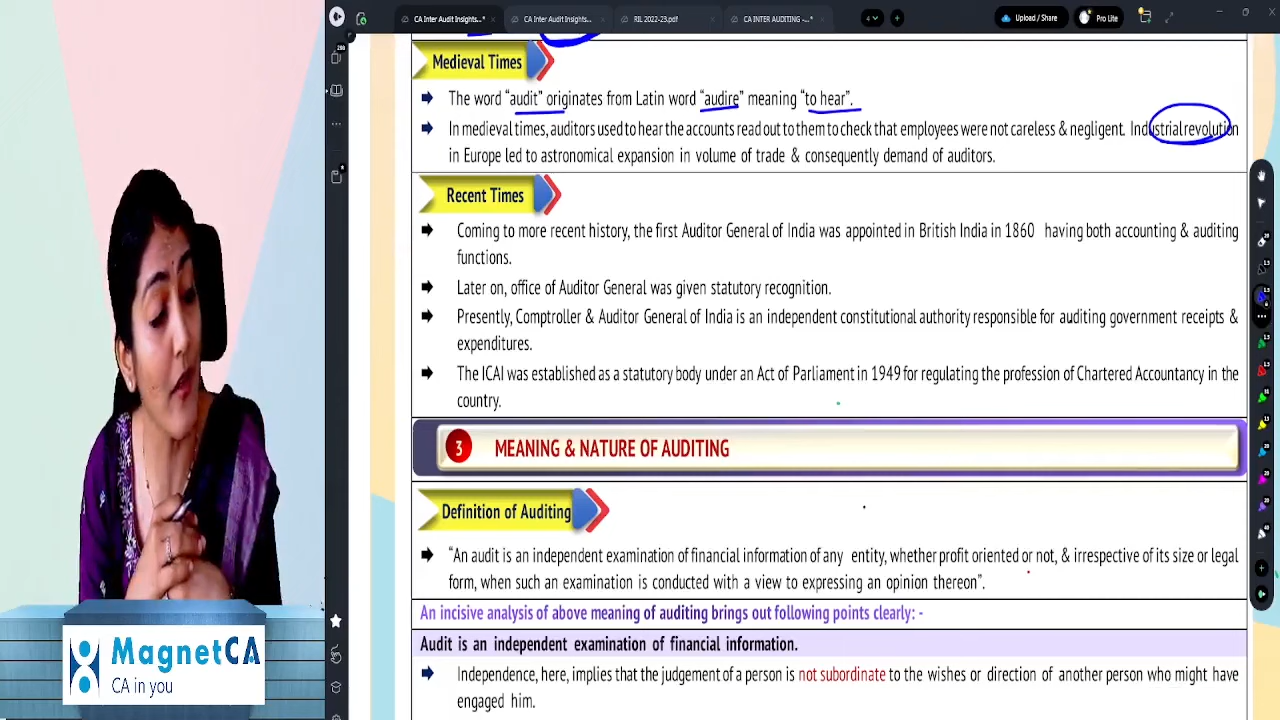 CA Inter Audit Insights...*
CA Inter Audit Insights...
RIL 2022-23.pdf
CA INTER AUDITING -...*
4
Upload / Share
Pro Lite
Medieval Times
The word “audit” originates from Latin word “audire” meaning “to hear”.
In medieval times, auditors used to hear the accounts read out to them to check that employees were not careless & negligent. Industrial revolution
in Europe led to astronomical expansion in volume of trade & consequently demand of auditors.
Recent Times
Coming to more recent history, the first Auditor General of India was appointed in British India in 1860 having both accounting & auditing
functions.
Later on, office of Auditor General was given statutory recognition.
Presently, Comptroller & Auditor General of India is an independent constitutional authority responsible for auditing government receipts &
expenditures.
The ICAI was established as a statutory body under an Act of Parliament in 1949 for regulating the profession of Chartered Accountancy in the
country.
3 MEANING & NATURE OF AUDITING
Definition of Auditing
“An audit is an independent examination of financial information of any entity, whether profit oriented or not, & irrespective of its size or legal
form, when such an examination is conducted with a view to expressing an opinion thereon”.
An incisive analysis of above meaning of auditing brings out following points clearly: -
Audit is an independent examination of financial information.
Independence, here, implies that the judgement of a person is not subordinate to the wishes or direction of another person who might have
engaged him.
MagnetCA
CA in you